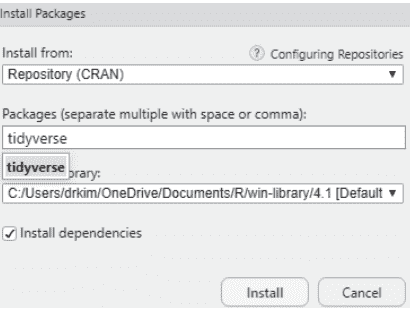 Install Packages
Install from:
? Configuring Repositories
Repository (CRAN)
Packages (separate multiple with space or comma):
tidyverse
tidyverse
brary:
C:/Users/drkim/OneDrive/Documents/R/win-library/4.1 [Default
Install dependencies
Install
Cancel